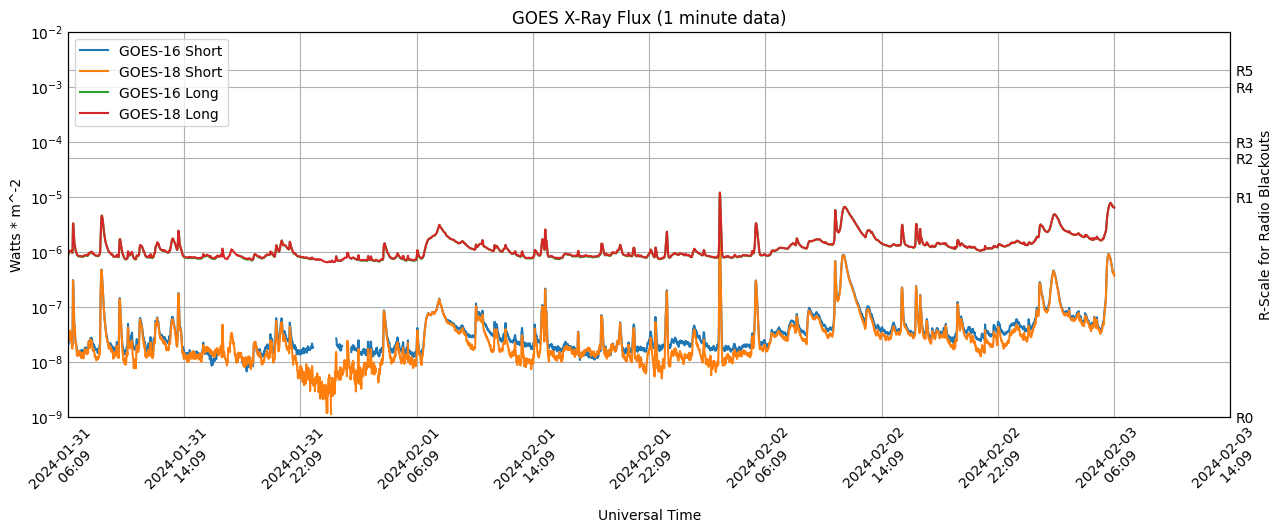 GOES X-Ray Flux (1 minute data)
GOES-16 Short
GOES-18 Short
GOES-16 Long
GOES-18 Long
Watts * m^-2
10⁻²
10⁻³
10⁻⁴
10⁻⁵
10⁻⁶
10⁻⁷
10⁻⁸
10⁻⁹
R5
R4
R3
R2
R1
R0
R-Scale for Radio Blackouts
2024-01-31
06:09
2024-01-31
14:09
2024-01-31
22:09
2024-02-01
06:09
2024-02-01
14:09
2024-02-01
22:09
2024-02-02
06:09
2024-02-02
14:09
2024-02-02
22:09
2024-02-03
06:09
2024-02-03
14:09
Universal Time